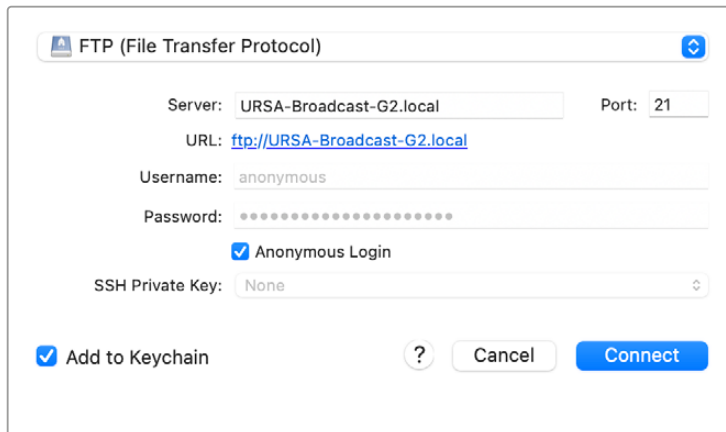 FTP (File Transfer Protocol)
Server: URSA-Broadcast-G2.local Port: 21
URL: ftp://URSA-Broadcast-G2.local
Username: anonymous
Password: ●●●●●●●●●●●●●●●●●●●●●
Anonymous Login
SSH Private Key: None
Add to Keychain ? Cancel Connect